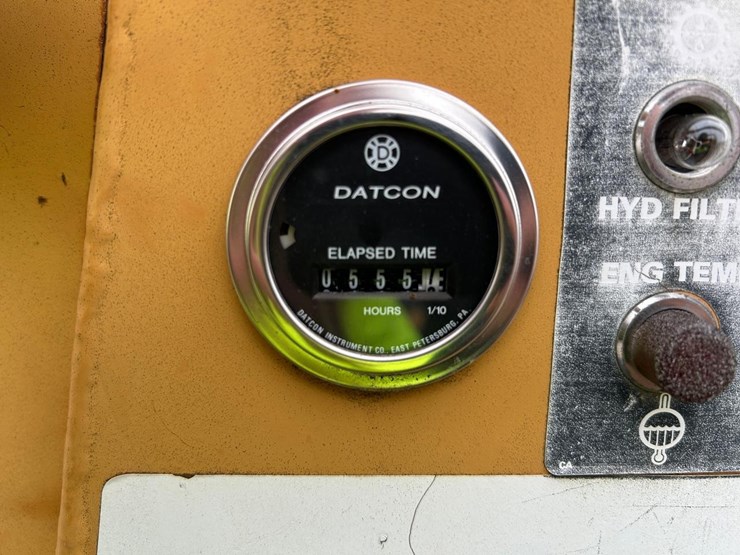 D
DATCON
ELAPSED TIME
0 5 5 5
HOURS 1/10
DATCON INSTRUMENT CO., EAST PETERSBURG, PA
HYD FILT
ENG TEM
CA